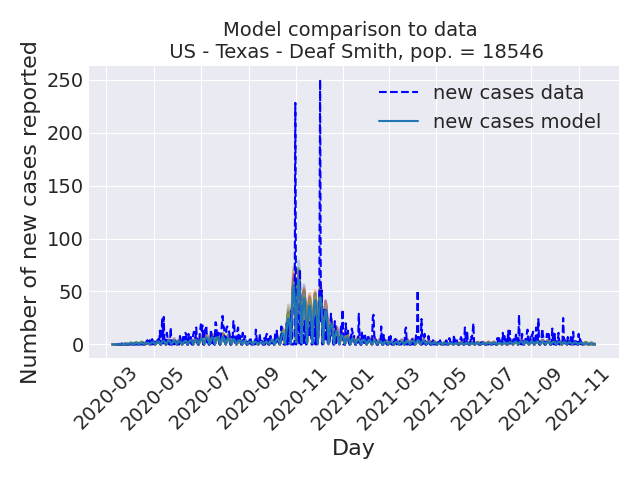 Model comparison to data
US - Texas - Deaf Smith, pop. = 18546
Number of new cases reported
250
200
150
100
50
0
new cases data
new cases model
2020-03
2020-05
2020-07
2020-09
2020-11
2021-01
2021-03
2021-05
2021-07
2021-09
2021-11
Day